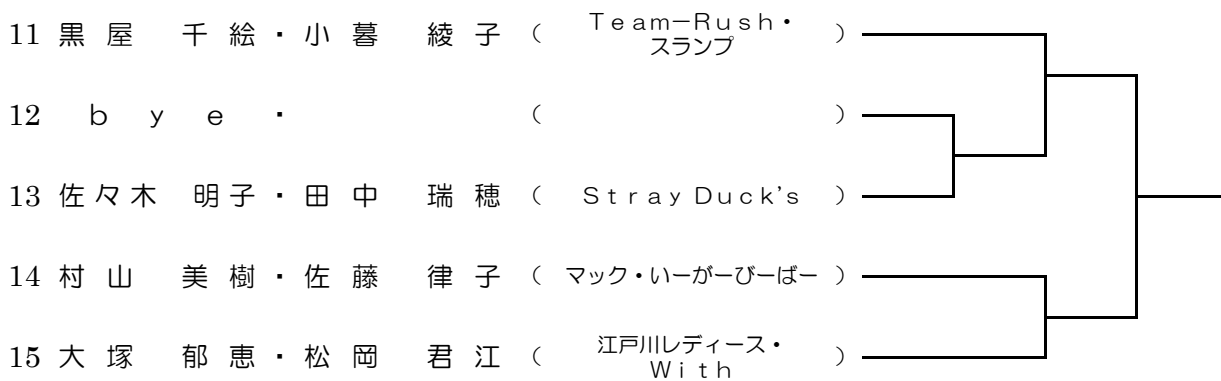 11 黒屋 千絵・小暮 綾子 ( Team−Rush・スランプ )
12 bye・ ( )
13 佐々木 明子・田中 瑞穂 ( Stray Duck's )
14 村山 美樹・佐藤 律子 ( マック・いーがーびーばー )
15 大塚 郁恵・松岡 君江 ( 江戸川レディース・With )